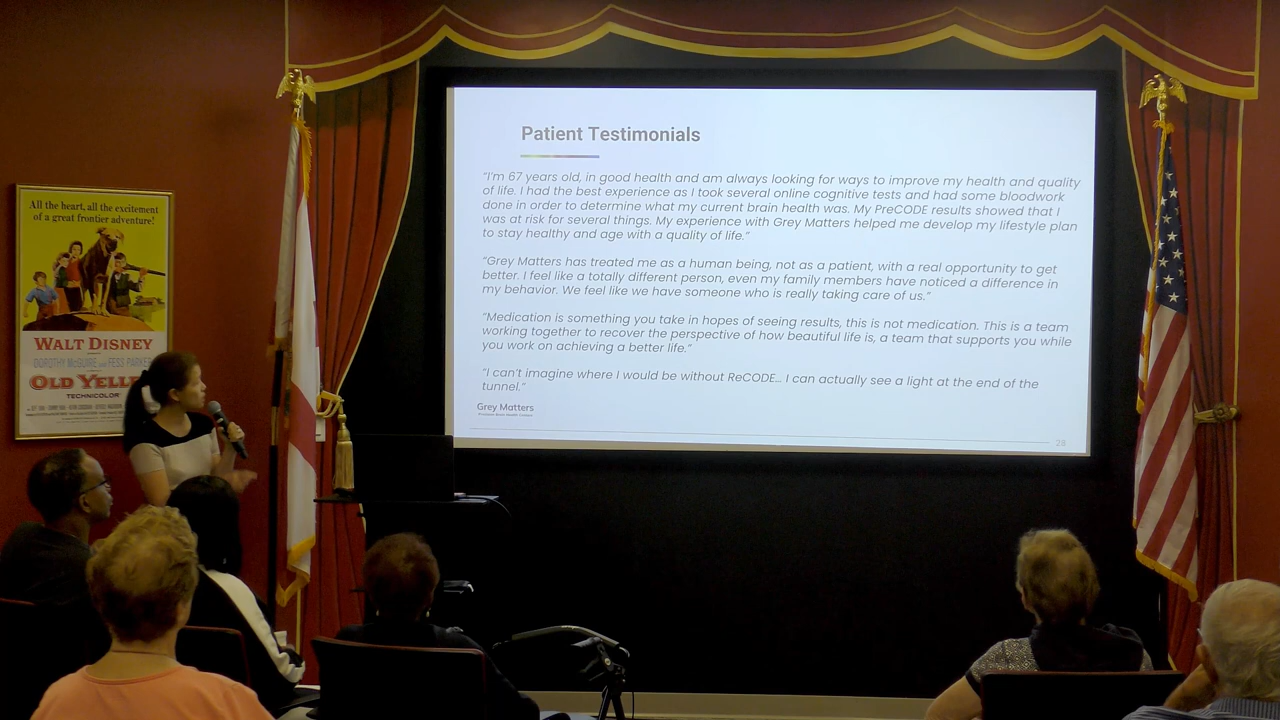 Patient Testimonials
“I’m 67 years old, in good health and am always looking for ways to improve my health and quality
of life. I had the best experience as I took several online cognitive tests and had some bloodwork
done in order to determine what my current brain health was. My PreCODE results showed that I
was at risk for several things. My experience with Grey Matters helped me develop my lifestyle plan
to stay healthy and age with a quality of life.”
“Grey Matters has treated me as a human being, not as a patient, with a real opportunity to get
better. I feel like a totally different person, even my family members have noticed a difference in
my behavior. We feel like we have someone who is really taking care of us.”
“Medication is something you take in hopes of seeing results, this is not medication. This is a team
working together to recover the perspective of how beautiful life is, a team that supports you while
you work on achieving a better life.”
“I can’t imagine where I would be without ReCODE... I can actually see a light at the end of the
tunnel.”
Grey Matters
28
All the heart, all the excitement
of a great frontier adventure!
WALT DISNEY
DOROTHY McGUIRE and FESS PARKER
OLD YELLE
TECHNICOLOR